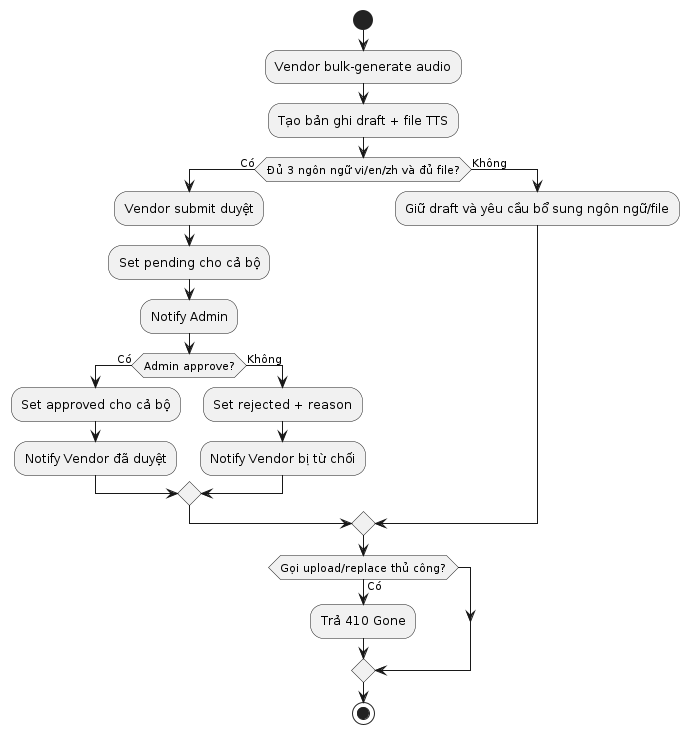 Vendor bulk-generate audio
Tạo bản ghi draft + file TTS
Đủ 3 ngôn ngữ vi/en/zh và đủ file?
Có
Không
Vendor submit duyệt
Giữ draft và yêu cầu bổ sung ngôn ngữ/file
Set pending cho cả bộ
Notify Admin
Admin approve?
Có
Không
Set approved cho cả bộ
Set rejected + reason
Notify Vendor đã duyệt
Notify Vendor bị từ chối
Gọi upload/replace thủ công?
Có
Trả 410 Gone